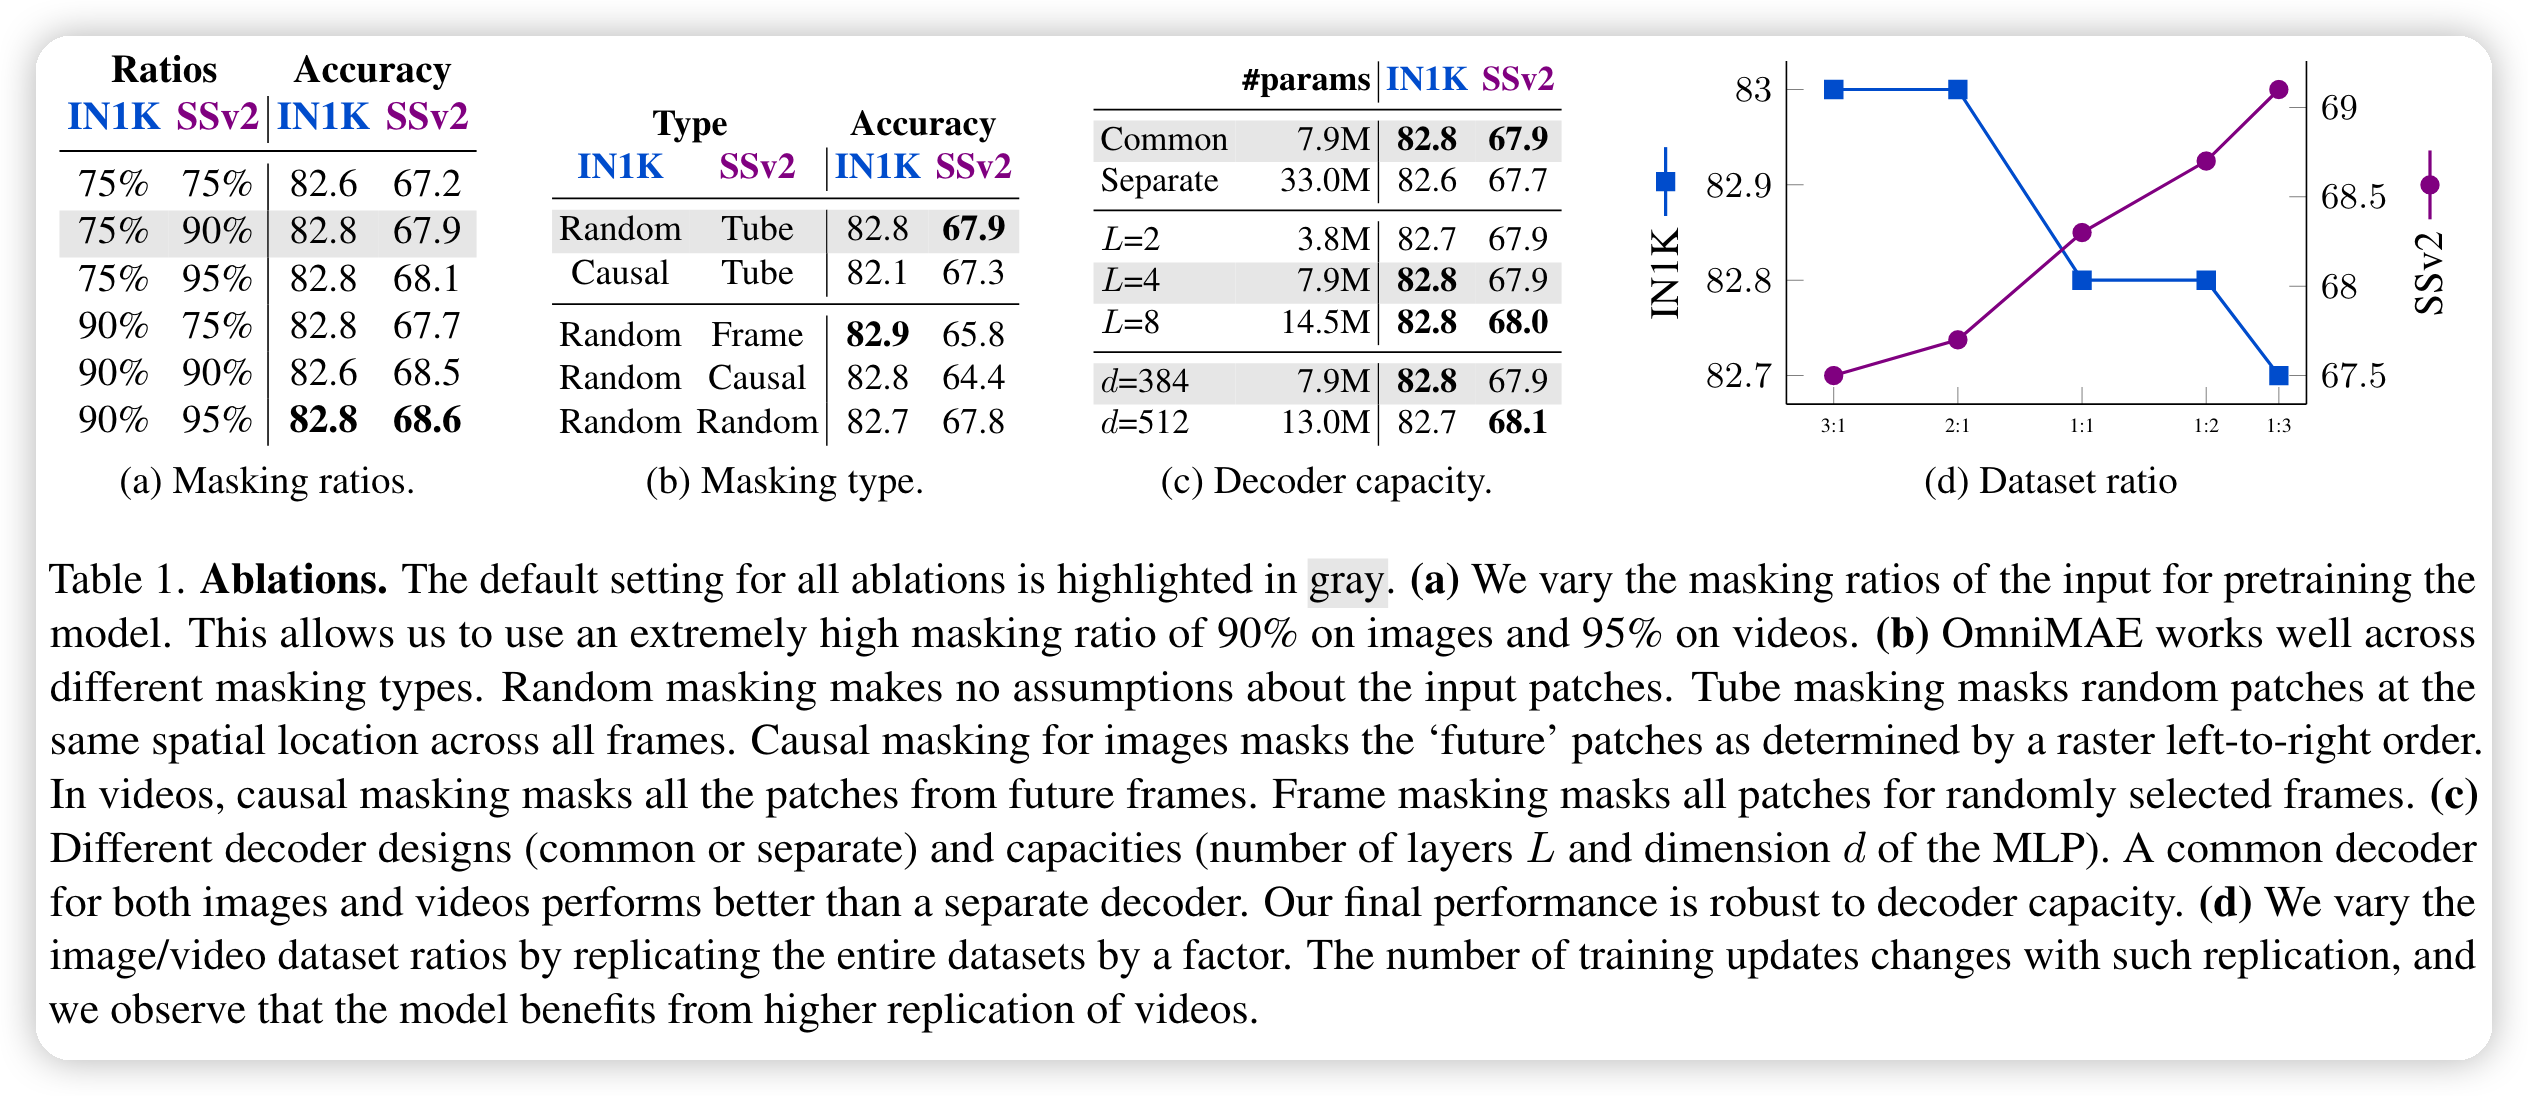 Ratios Accuracy
IN1K SSv2 IN1K SSv2
75% 75% 82.6 67.2
75% 90% 82.8 67.9
75% 95% 82.8 68.1
90% 75% 82.8 67.7
90% 90% 82.6 68.5
90% 95% 82.8 68.6
(a) Masking ratios.
Type Accuracy
IN1K SSv2 IN1K SSv2
Random Tube 82.8 67.9
Causal Tube 82.1 67.3
Random Frame 82.9 65.8
Random Causal 82.8 64.4
Random Random 82.7 67.8
(b) Masking type.
#params IN1K SSv2
Common 7.9M 82.8 67.9
Separate 33.0M 82.6 67.7
L=2 3.8M 82.7 67.9
L=4 7.9M 82.8 67.9
L=8 14.5M 82.8 68.0
d=384 7.9M 82.8 67.9
d=512 13.0M 82.7 68.1
(c) Decoder capacity.
IN1K
83
82.9
82.8
82.7
3:1 2:1 1:1 1:2 1:3
69
68.5
68
67.5
SSv2
(d) Dataset ratio
Table 1. Ablations. The default setting for all ablations is highlighted in gray. (a) We vary the masking ratios of the input for pretraining the
model. This allows us to use an extremely high masking ratio of 90% on images and 95% on videos. (b) OmniMAE works well across
different masking types. Random masking makes no assumptions about the input patches. Tube masking masks random patches at the
same spatial location across all frames. Causal masking for images masks the ‘future’ patches as determined by a raster left-to-right order.
In videos, causal masking masks all the patches from future frames. Frame masking masks all patches for randomly selected frames. (c)
Different decoder designs (common or separate) and capacities (number of layers L and dimension d of the MLP). A common decoder
for both images and videos performs better than a separate decoder. Our final performance is robust to decoder capacity. (d) We vary the
image/video dataset ratios by replicating the entire datasets by a factor. The number of training updates changes with such replication, and
we observe that the model benefits from higher replication of videos.